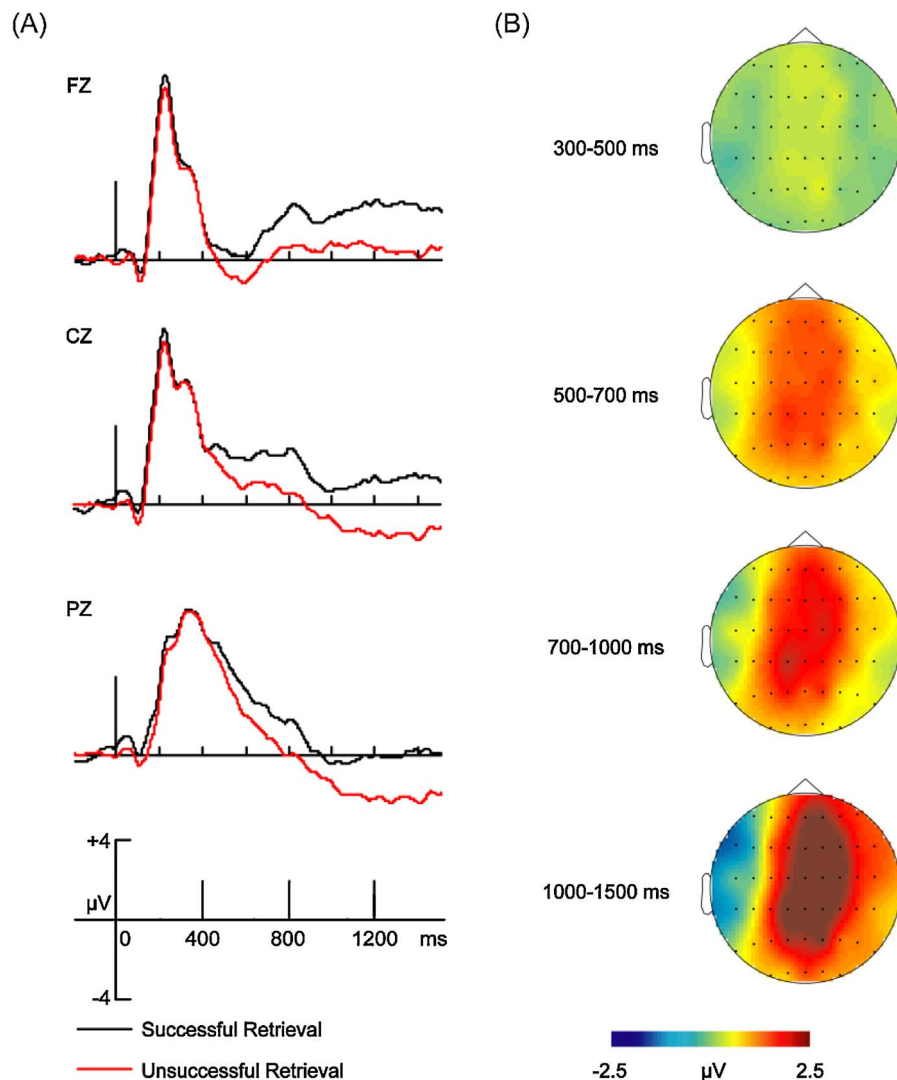 (A)
FZ
CZ
PZ
+4
µV
0 400 800 1200 ms
-4
Successful Retrieval
Unsuccessful Retrieval
(B)
300-500 ms
500-700 ms
700-1000 ms
1000-1500 ms
-2.5 µV 2.5